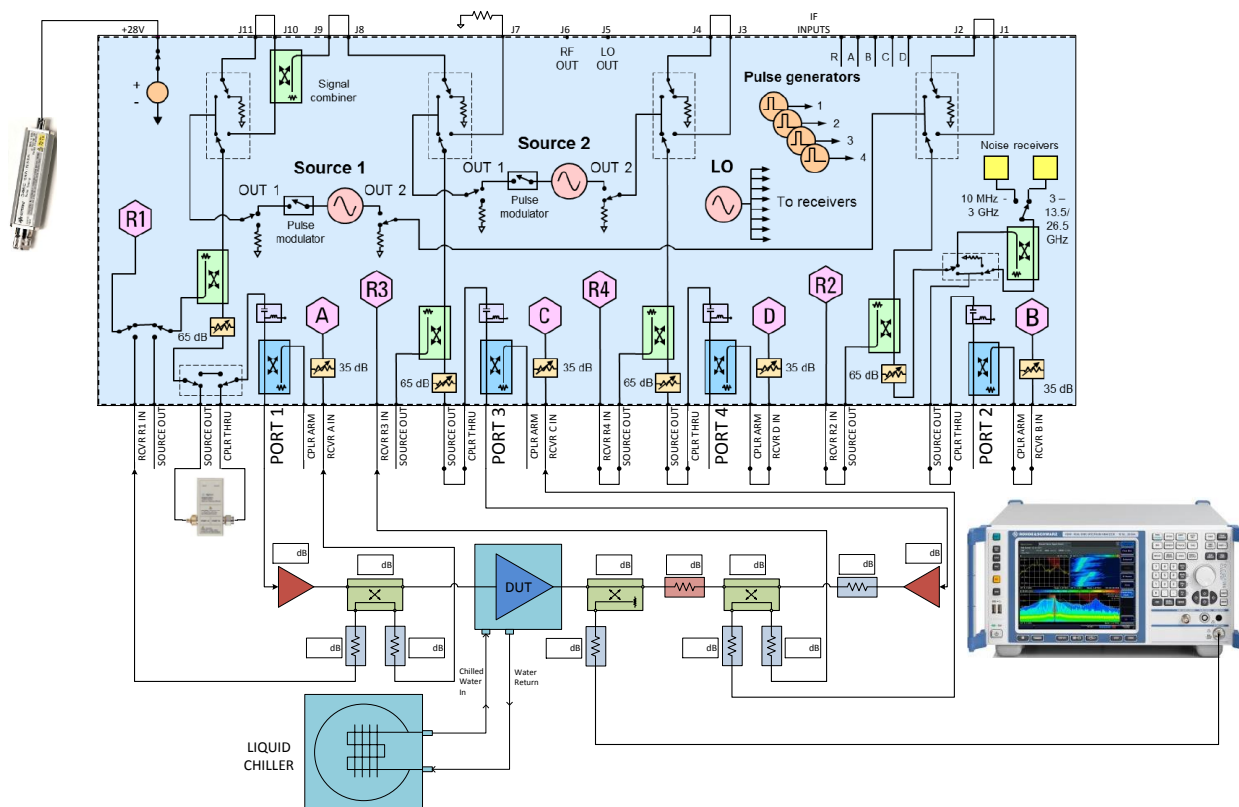 +28V
J11
J10
J9
J8
J7
J6
J5
J4
J3
IF
INPUTS
J2
J1
RF
OUT
LO
OUT
R
A
B
C
D
+
-
Signal
combiner
Pulse generators
1
2
3
4
Source 1
Source 2
LO
OUT 1
OUT 2
OUT 1
OUT 2
Pulse
modulator
Pulse
modulator
To receivers
Noise receivers
10 MHz -
3 GHz
3 –
13.5/
26.5
GHz
R1
A
R3
C
R4
D
R2
B
65 dB
35 dB
65 dB
35 dB
65 dB
35 dB
65 dB
35 dB
RCVR R1 IN
SOURCE OUT
SOURCE OUT
CPLR THRU
PORT 1
CPLR ARM
RCVR A IN
RCVR R3 IN
SOURCE OUT
SOURCE OUT
CPLR THRU
PORT 3
CPLR ARM
RCVR C IN
RCVR R4 IN
SOURCE OUT
SOURCE OUT
CPLR THRU
PORT 4
CPLR ARM
RCVR D IN
RCVR R2 IN
SOURCE OUT
SOURCE OUT
CPLR THRU
PORT 2
CPLR ARM
RCVR B IN
dB
dB
dB
dB
dB
dB
dB
dB
DUT
dB
dB
dB
dB
dB
Chilled
Water
In
Water
Return
LIQUID
CHILLER